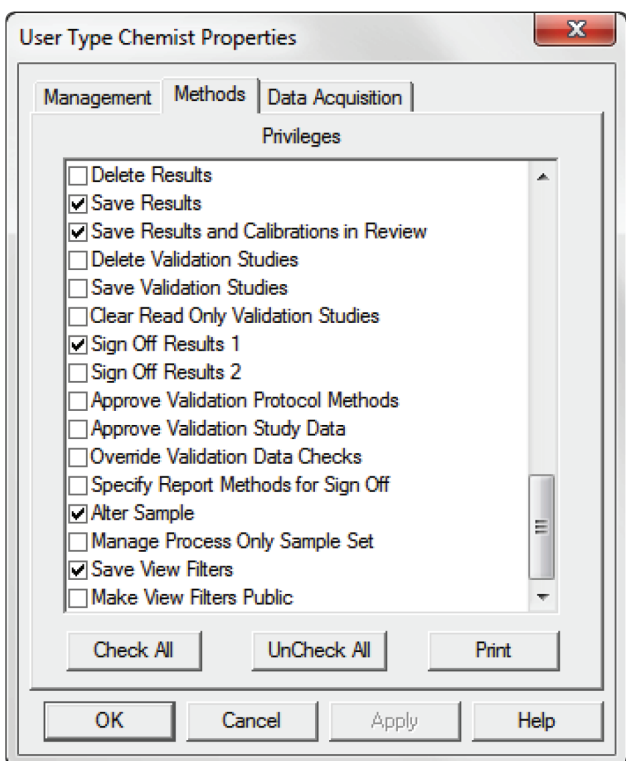 User Type Chemist Properties
Management Methods Data Acquisition
Privileges
Delete Results
Save Results
Save Results and Calibrations in Review
Delete Validation Studies
Save Validation Studies
Clear Read Only Validation Studies
Sign Off Results 1
Sign Off Results 2
Approve Validation Protocol Methods
Approve Validation Study Data
Override Validation Data Checks
Specify Report Methods for Sign Off
Alter Sample
Manage Process Only Sample Set
Save View Filters
Make View Filters Public
Check All UnCheck All Print
OK Cancel Apply Help